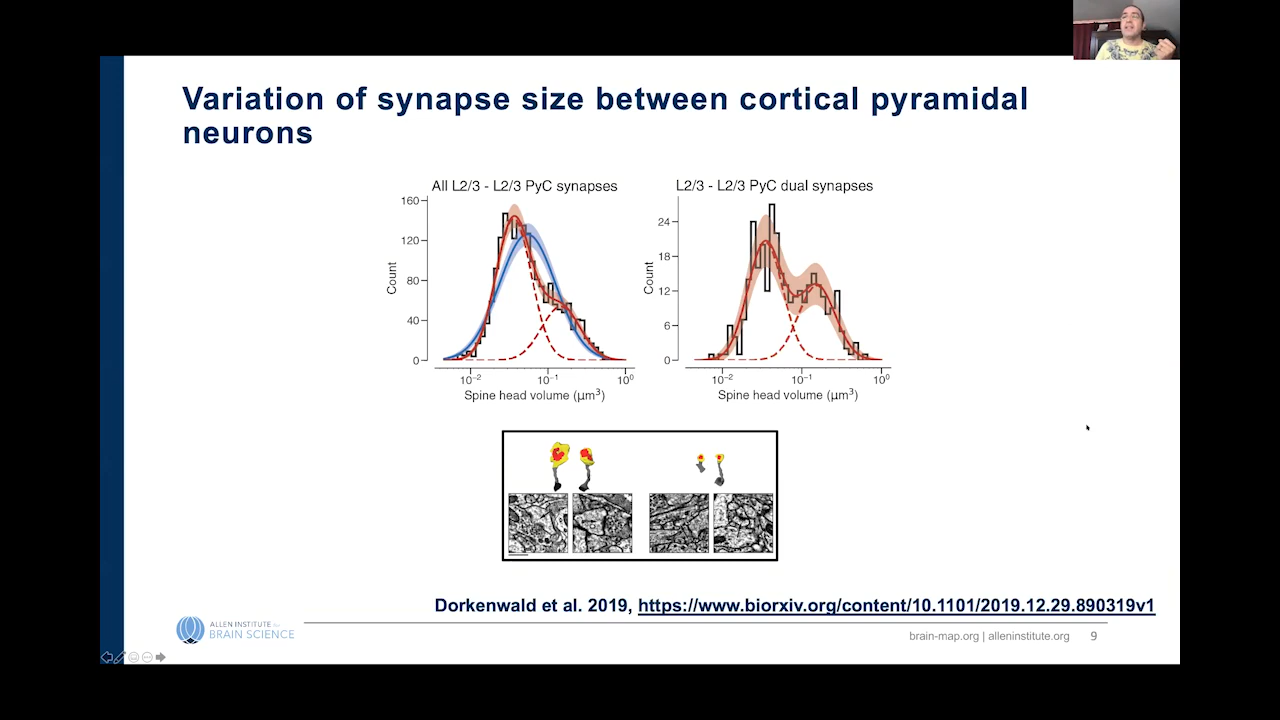 Variation of synapse size between cortical pyramidal
neurons
All L2/3 - L2/3 PyC synapses
160
120
80
40
0
Count
10⁻²
10⁻¹
10⁰
Spine head volume (μm³)
L2/3 - L2/3 PyC dual synapses
24
18
12
6
0
Count
10⁻²
10⁻¹
10⁰
Spine head volume (μm³)
Dorkenwald et al. 2019, https://www.biorxiv.org/content/10.1101/2019.12.29.890319v1
ALLEN INSTITUTE for
BRAIN SCIENCE
brain-map.org | alleninstitute.org 9